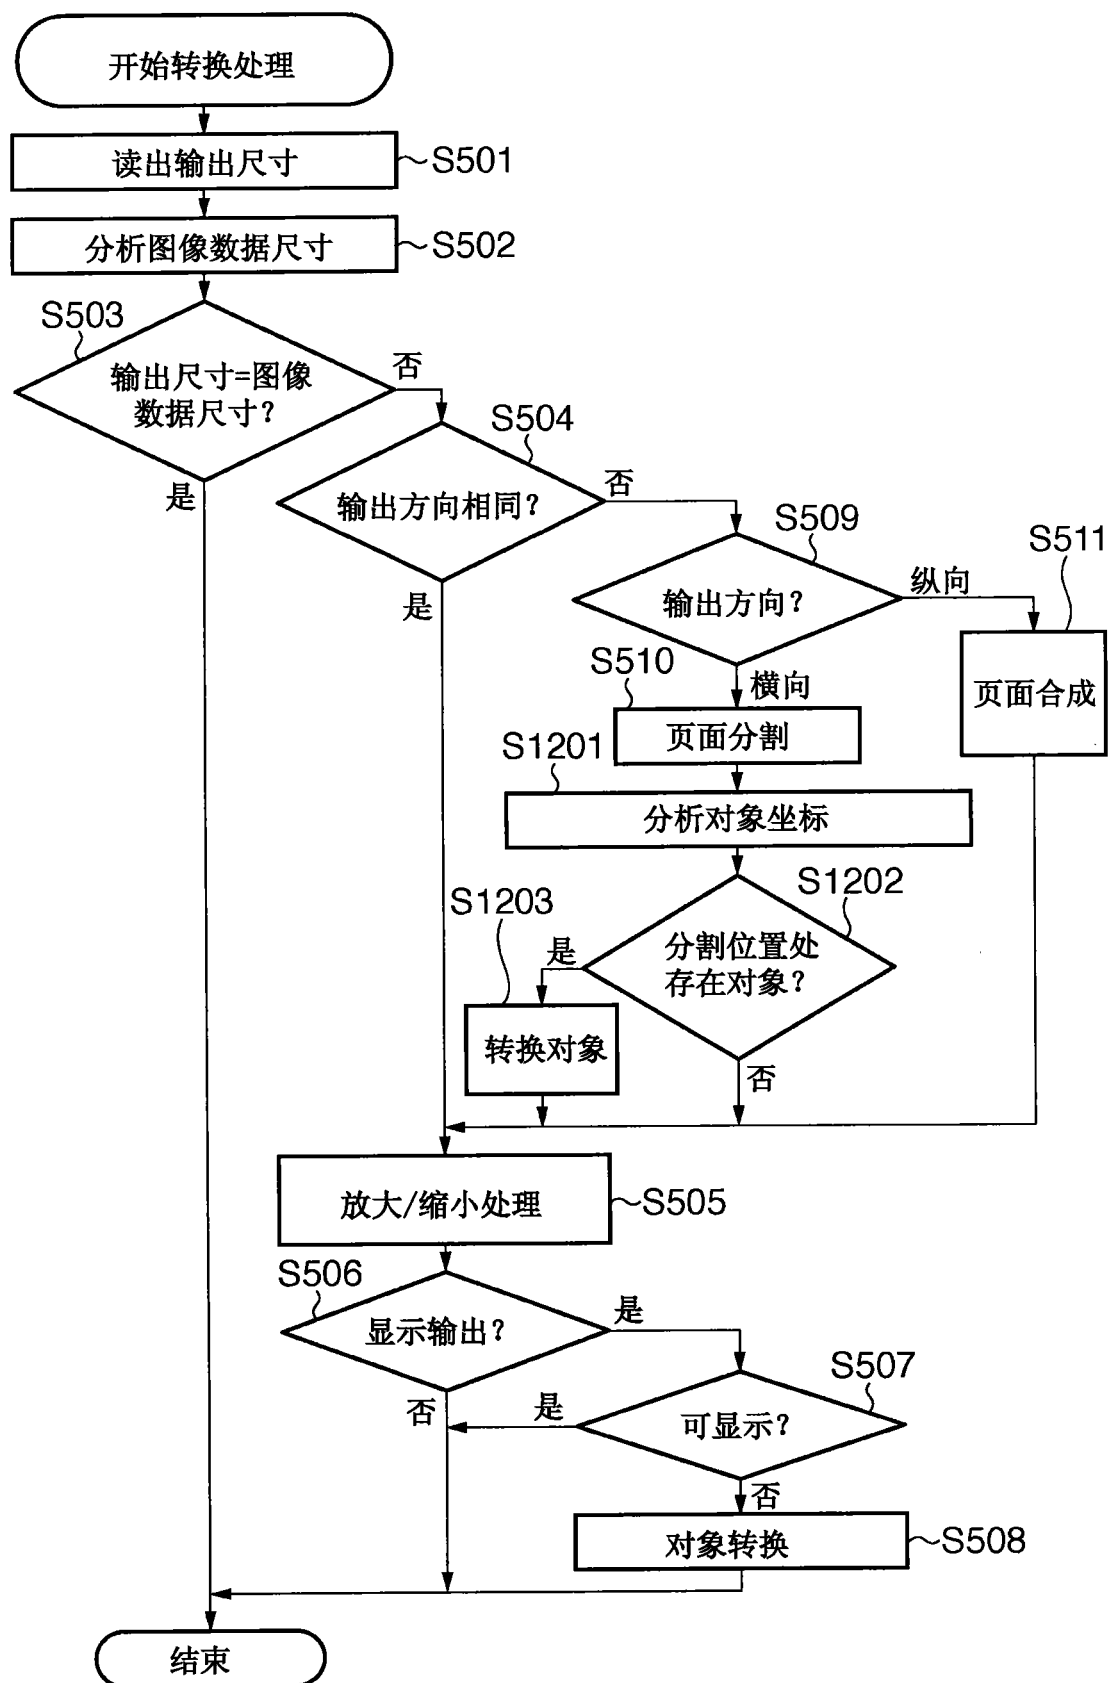 开始转换处理
读出输出尺寸
S501
分析图像数据尺寸
S502
S503
输出尺寸=图像
数据尺寸？
否
是
S504
输出方向相同？
否
是
S509
输出方向？
纵向
S511
页面合成
横向
S510
页面分割
S1201
分析对象坐标
S1202
分割位置处
存在对象？
是
S1203
转换对象
否
放大/缩小处理
S505
S506
显示输出？
是
否
S507
可显示？
是
否
对象转换
S508
结束